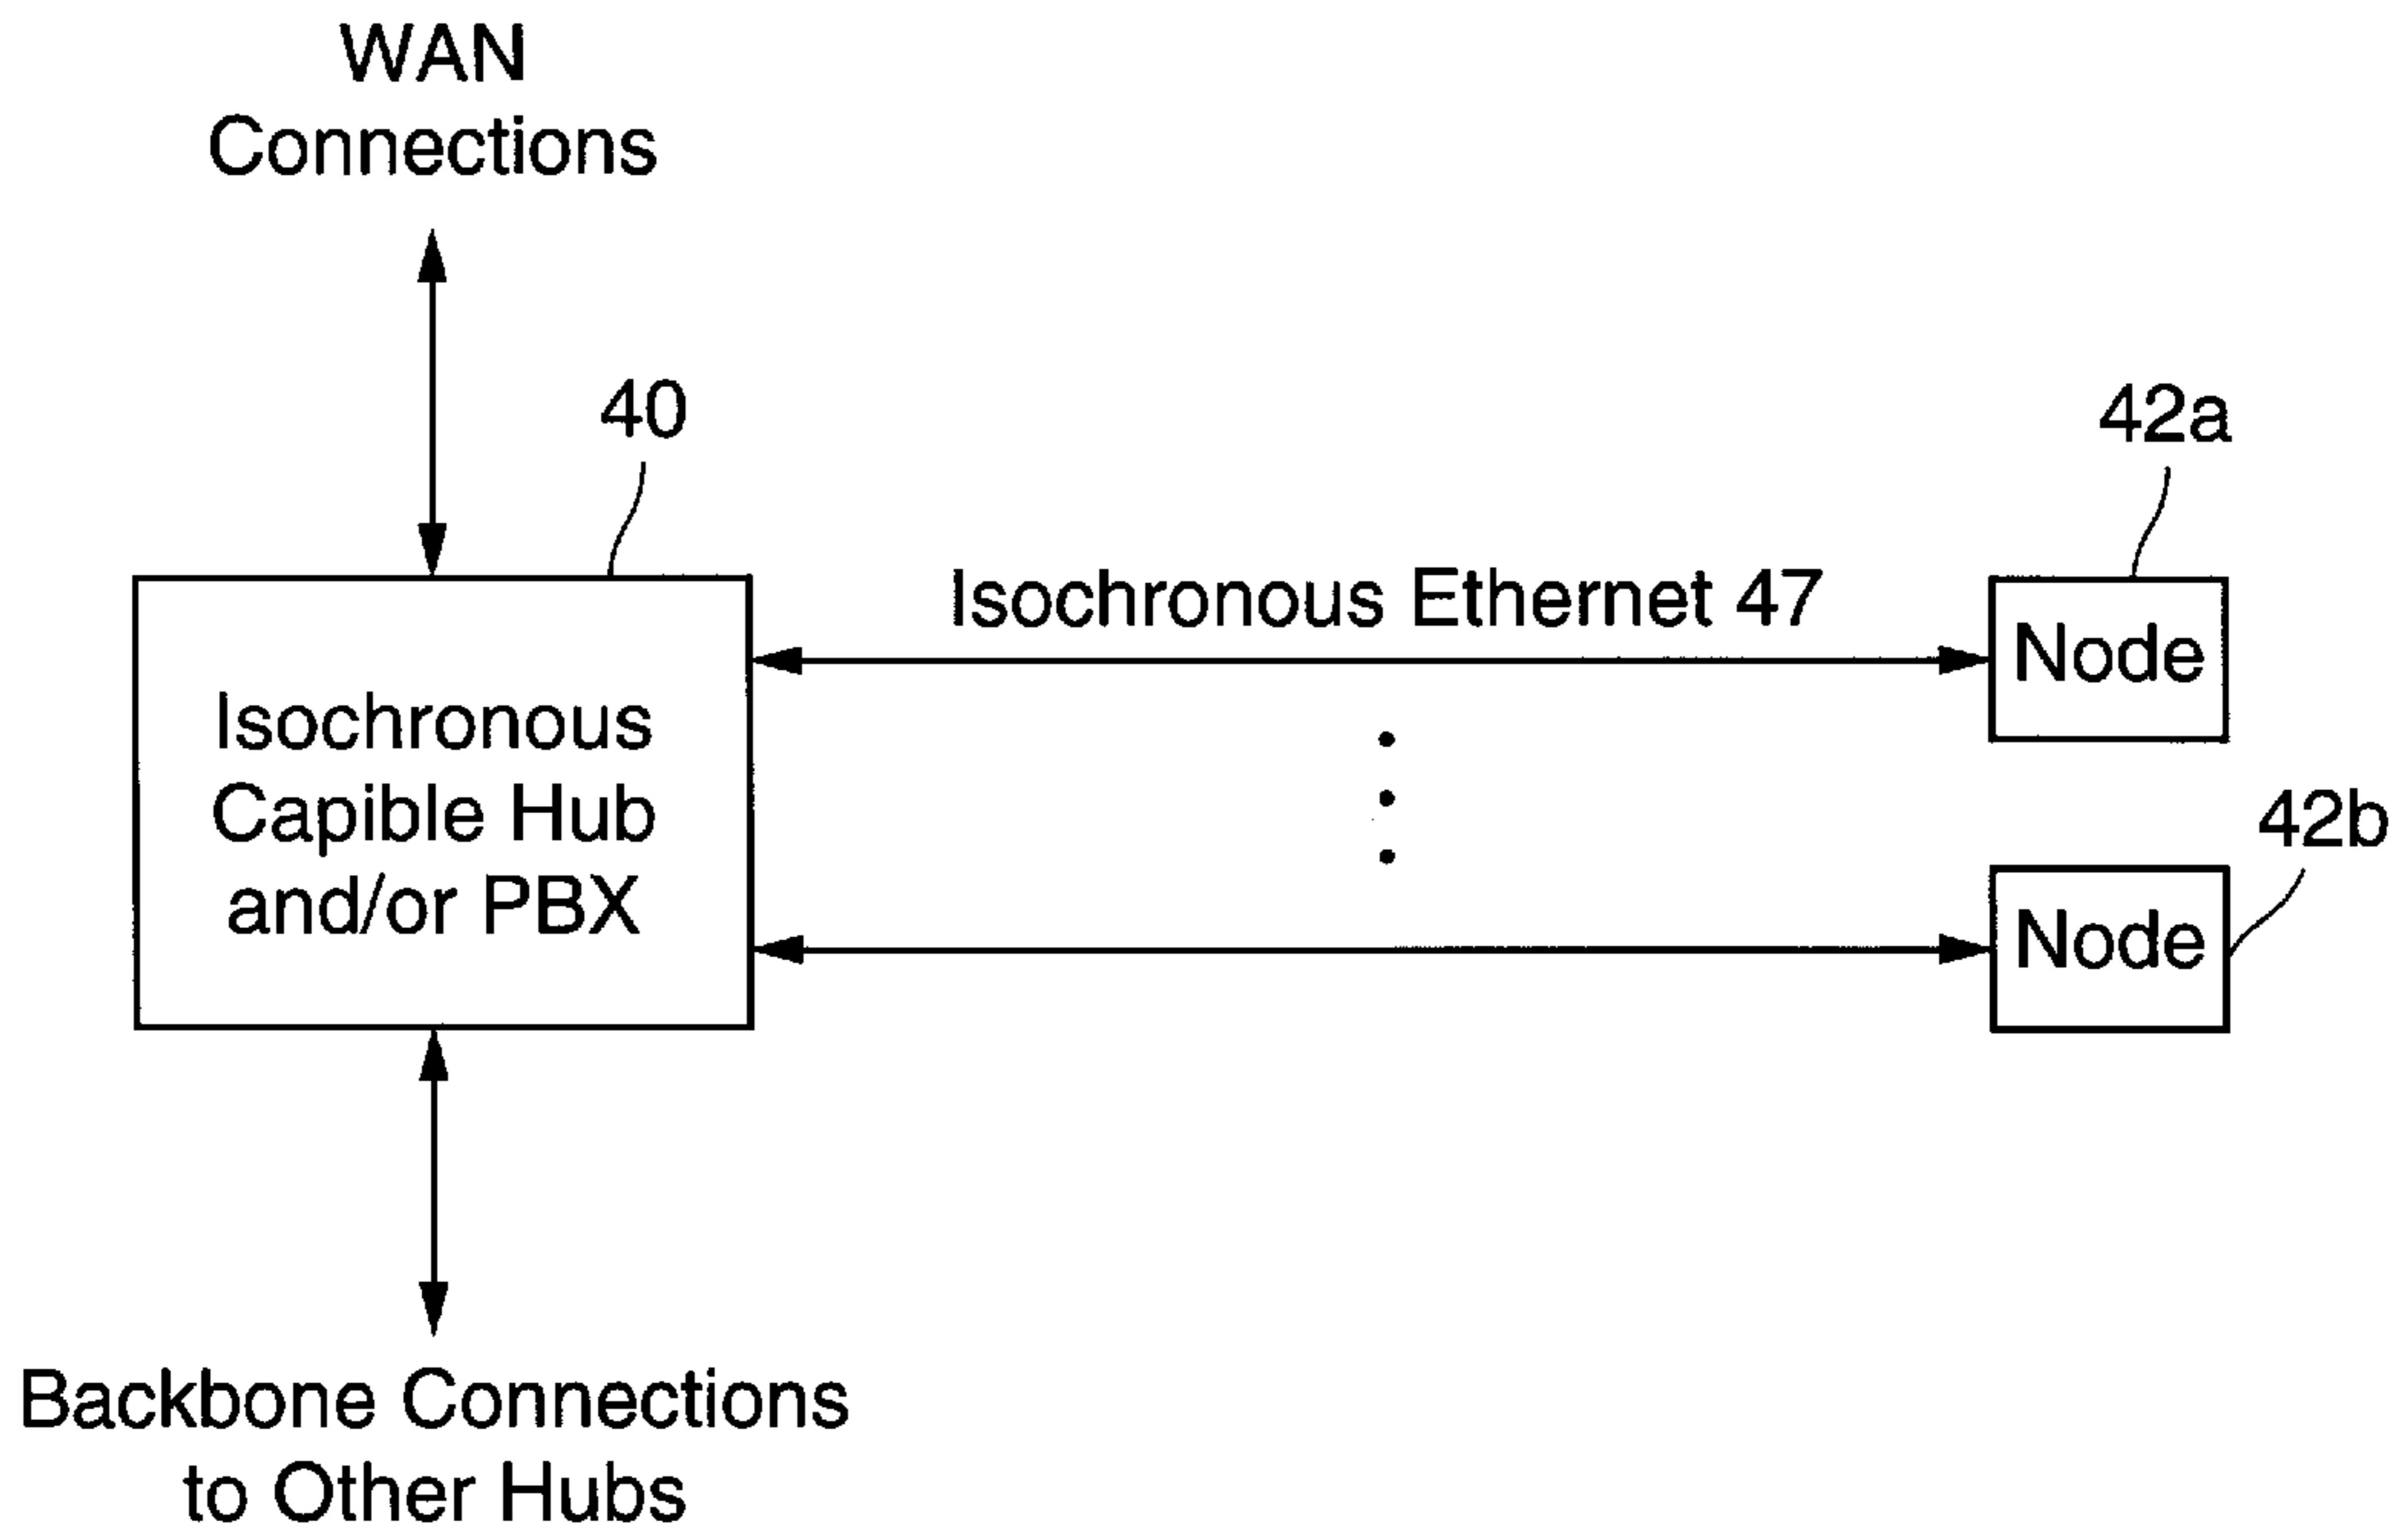 WAN
Connections
40
42a
Isochronous Ethernet 47
Node
Isochronous
Capible Hub
and/or PBX
42b
Node
Backbone Connections
to Other Hubs